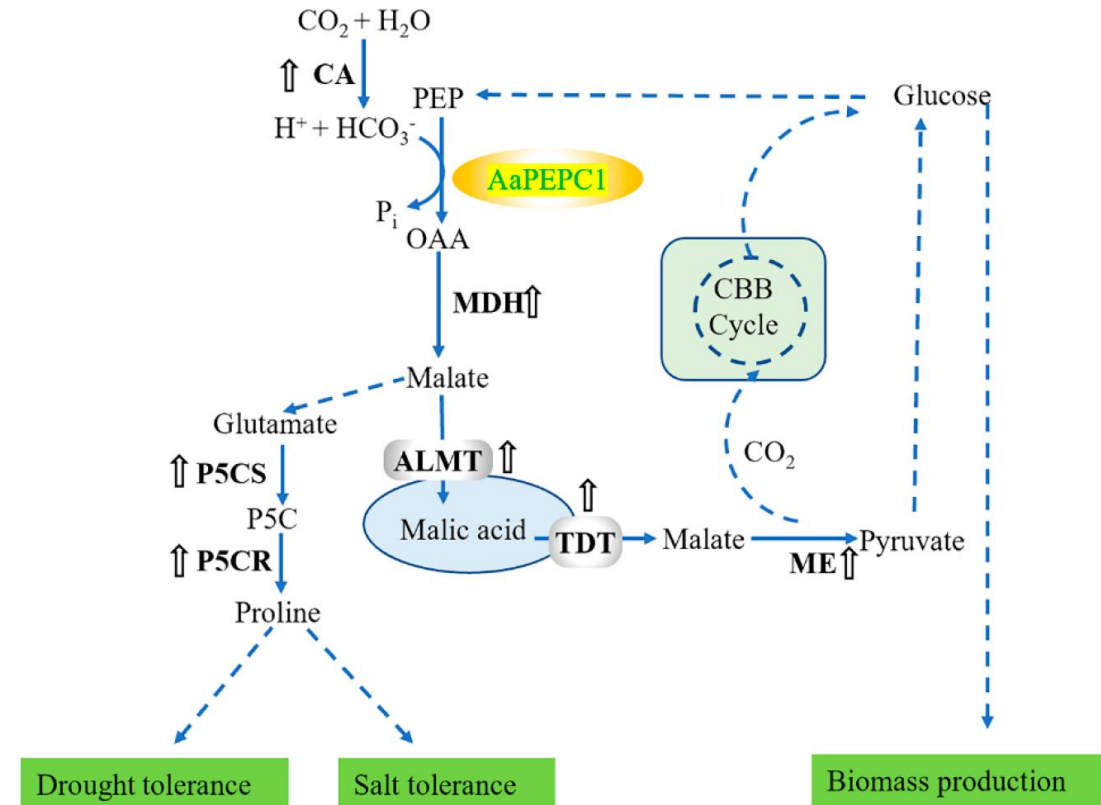 CO₂ + H₂O
⇧ CA
PEP
Glucose
H⁺ + HCO₃⁻
AaPEPC1
Pᵢ
OAA
CBB
Cycle
MDH⇧
Malate
Glutamate
CO₂
⇧ P5CS
ALMT ⇧
P5C
⇧
Malic acid
TDT
Malate
Pyruvate
⇧ P5CR
ME⇧
Proline
Drought tolerance
Salt tolerance
Biomass production